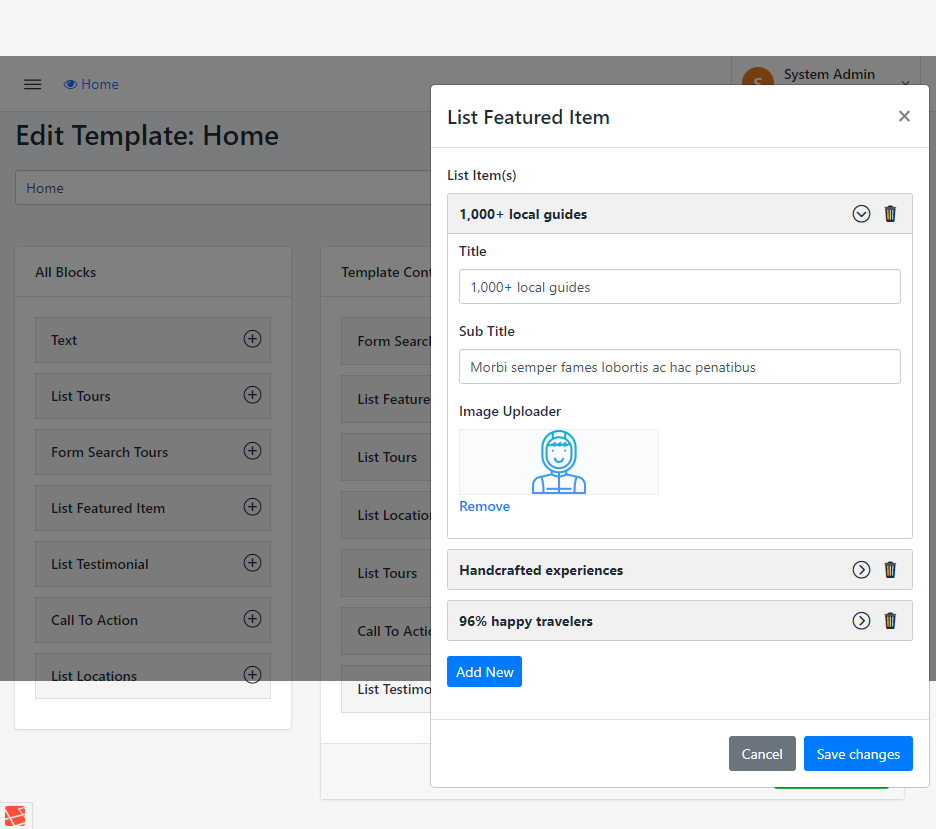 Home
System Admin
S
Edit Template: Home
Home
All Blocks
Text
List Tours
Form Search Tours
List Featured Item
List Testimonial
Call To Action
List Locations
Template Cont
Form Search
List Feature
List Tours
List Location
List Tours
Call To Actio
List Testimo
List Featured Item
List Item(s)
1,000+ local guides
Title
1,000+ local guides
Sub Title
Morbi semper fames lobortis ac hac penatibus
Image Uploader
Remove
Handcrafted experiences
96% happy travelers
Add New
Cancel
Save changes